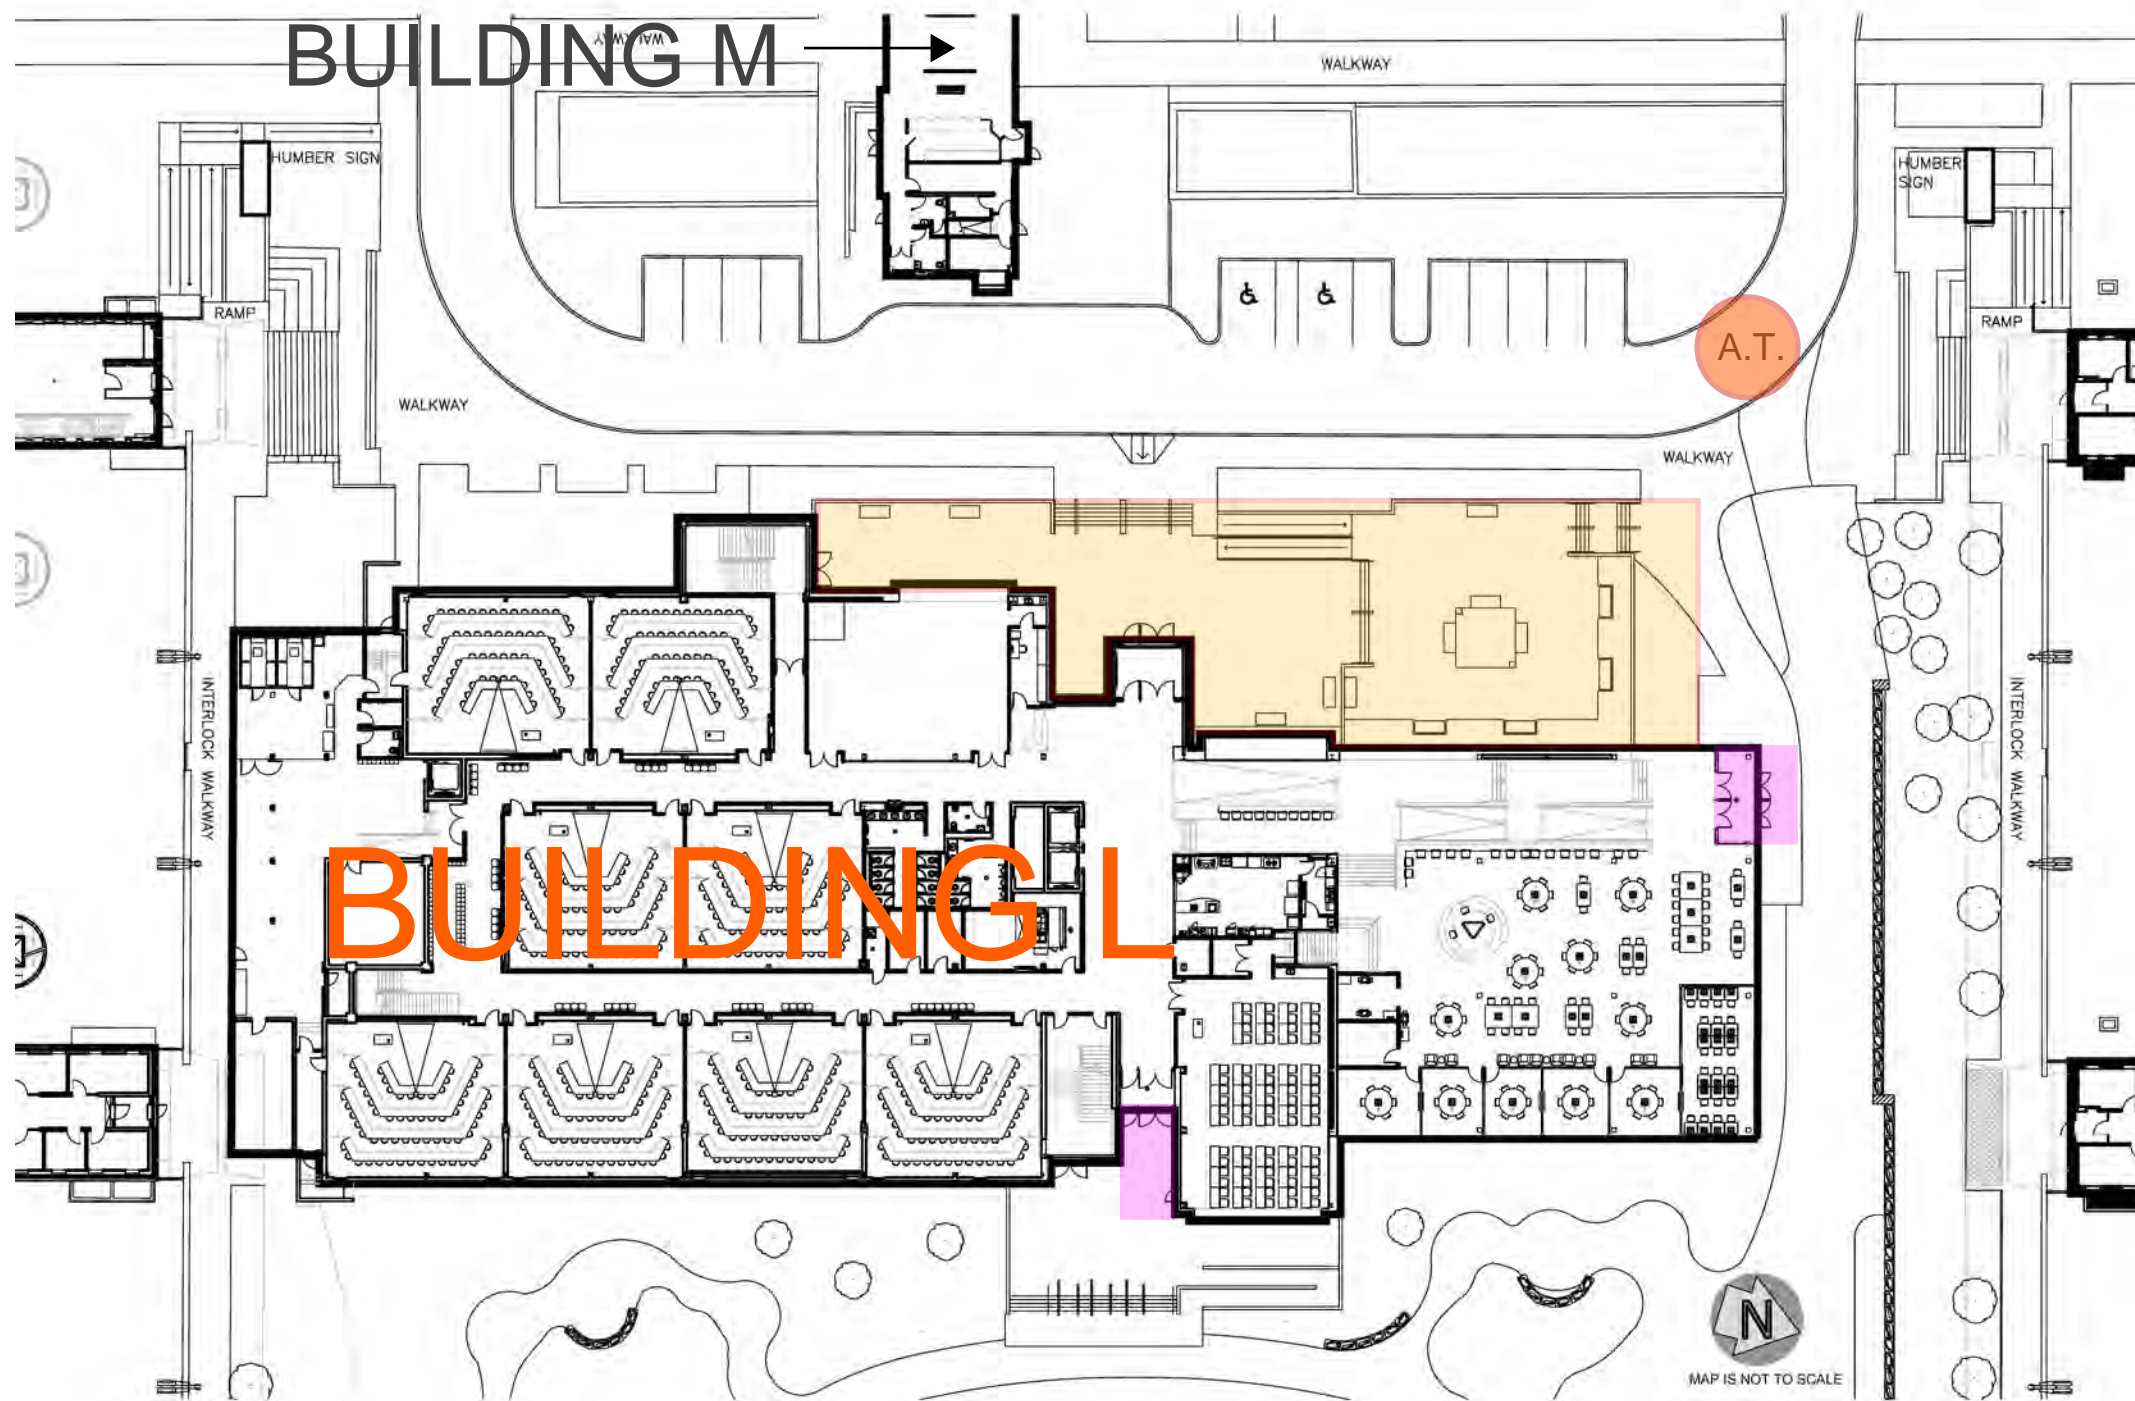 BUILDING M
WALKWAY
WALKWAY
HUMBER SIGN
HUMBER
SIGN
RAMP
RAMP
A.T.
WALKWAY
WALKWAY
INTERLOCK WALKWAY
INTERLOCK WALKWAY
BUILDING L
N
MAP IS NOT TO SCALE